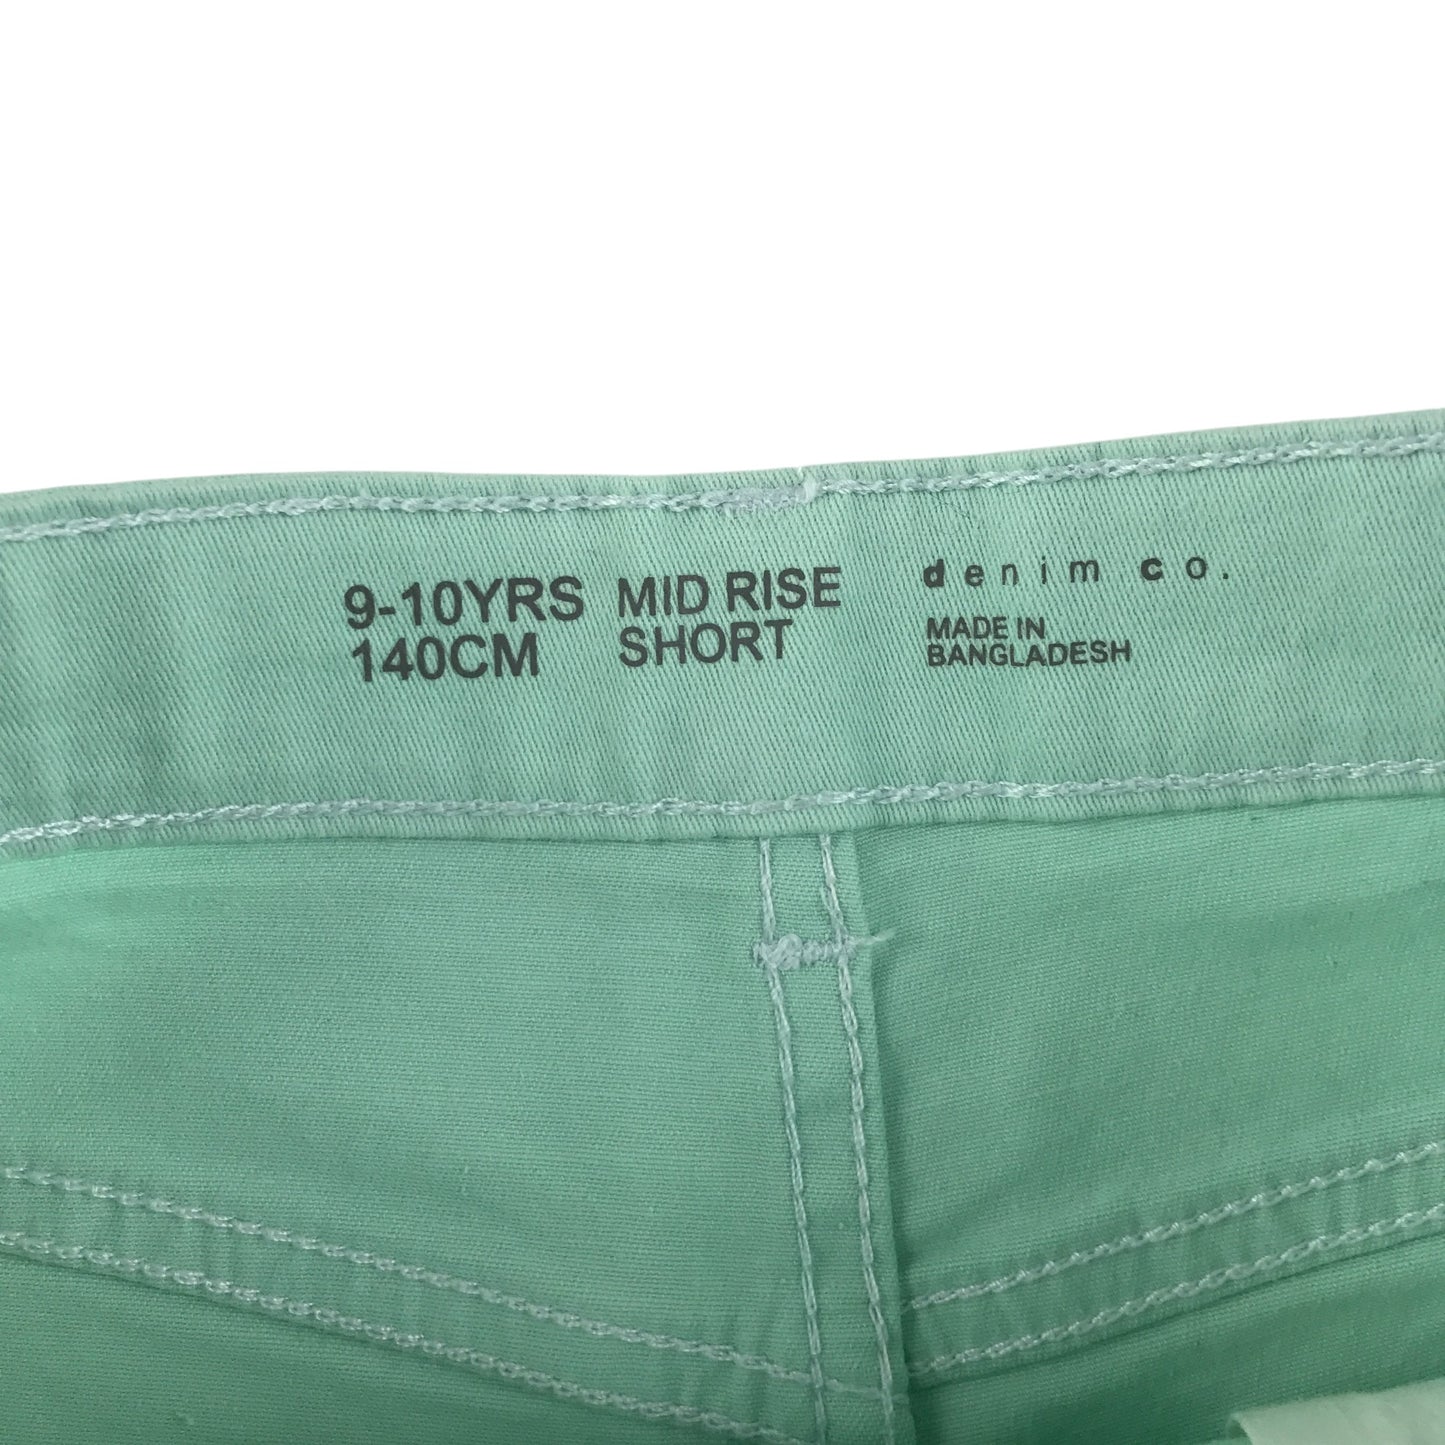 9-10YRS
140CM
MID RISE
SHORT
denim co.
MADE IN
BANGLADESH